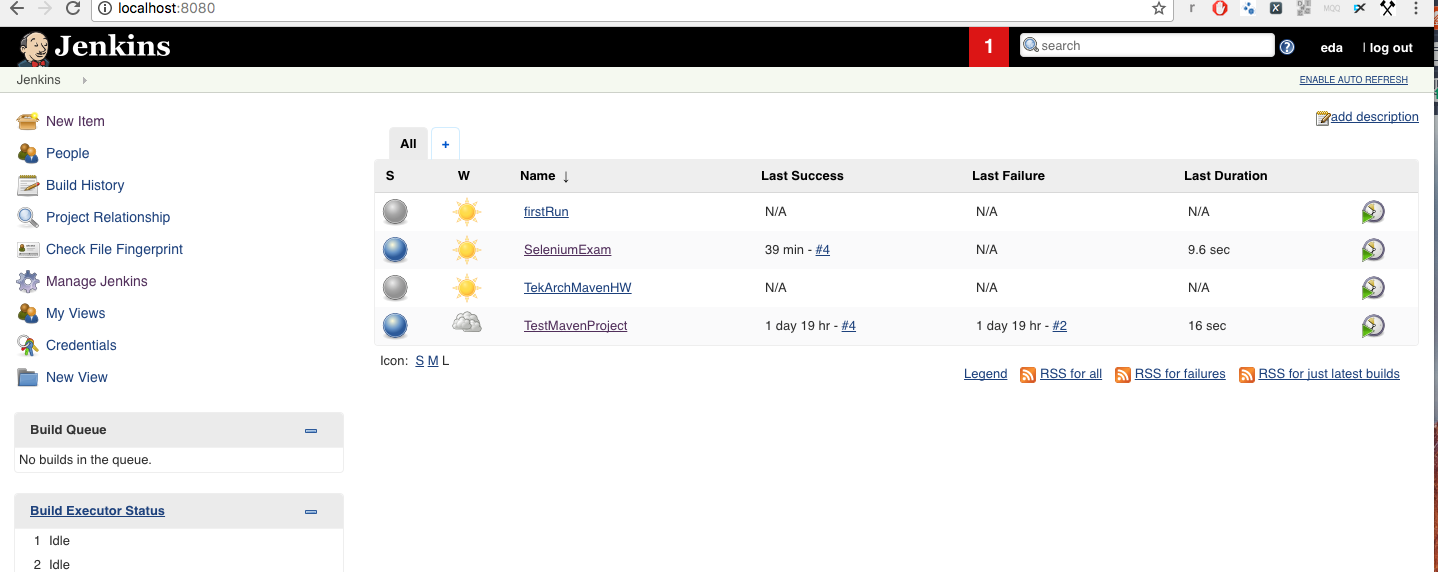 localhost:8080
r
MQQ
Jenkins
1
search
eda
| log out
Jenkins
ENABLE AUTO REFRESH
New Item
People
Build History
Project Relationship
Check File Fingerprint
Manage Jenkins
My Views
Credentials
New View
Build Queue
No builds in the queue.
Build Executor Status
1 Idle
2 Idle
add description
All +
S W Name ↓ Last Success Last Failure Last Duration
firstRun N/A N/A N/A
SeleniumExam 39 min - #4 N/A 9.6 sec
TekArchMavenHW N/A N/A N/A
TestMavenProject 1 day 19 hr - #4 1 day 19 hr - #2 16 sec
Icon: S M L
Legend RSS for all RSS for failures RSS for just latest builds